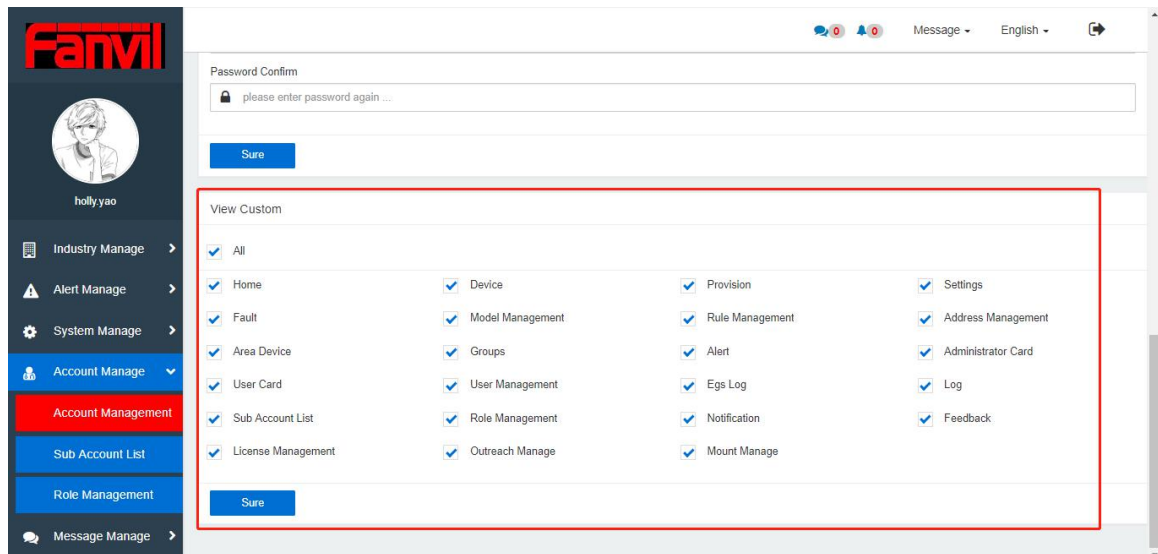 Fanvil
0 0 Message English
Password Confirm
please enter password again ...
Sure
holly.yao
View Custom
Industry Manage
All
Alert Manage
Home Device Provision Settings
System Manage
Fault Model Management Rule Management Address Management
Account Manage
Area Device Groups Alert Administrator Card
User Card User Management Egs Log Log
Account Management
Sub Account List Role Management Notification Feedback
Sub Account List
License Management Outreach Manage Mount Manage
Role Management
Sure
Message Manage